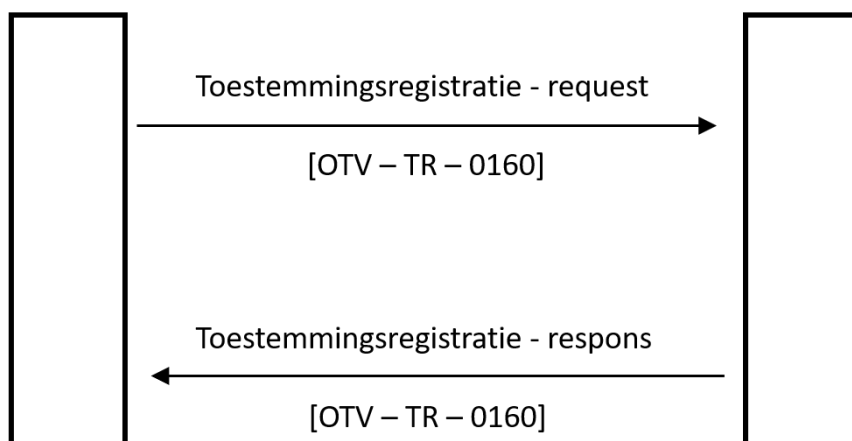 Toestemmingsregistratie - request
[OTV – TR – 0160]
Toestemmingsregistratie - respons
[OTV – TR – 0160]